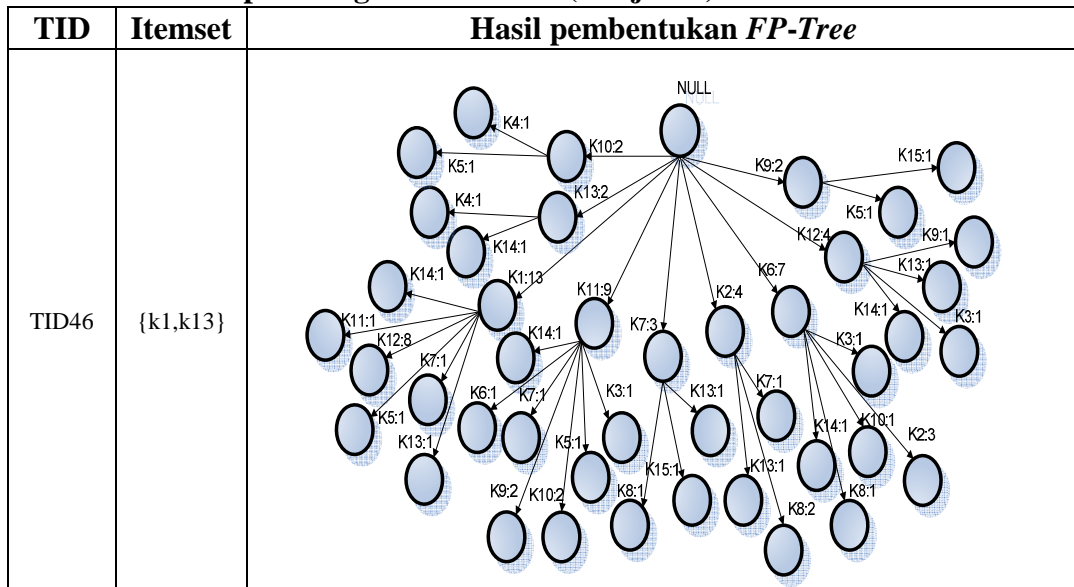 TID Itemset Hasil pembentukan FP-Tree
TID46 {k1,k13}
NULL
K4:1
K10:2
K5:1
K9:2
K15:1
K4:1
K13:2
K5:1
K14:1
K12:4
K9:1
K14:1
K1:13
K11:9
K2:4
K6:7
K13:1
K11:1
K14:1
K7:3
K14:1
K3:1
K12:8
K3:1
K7:1
K6:1
K7:1
K3:1
K13:1
K7:1
K5:1
K13:1
K5:1
K14:1
K10:1
K2:3
K9:2
K10:2
K8:1
K15:1
K13:1
K8:2
K8:1